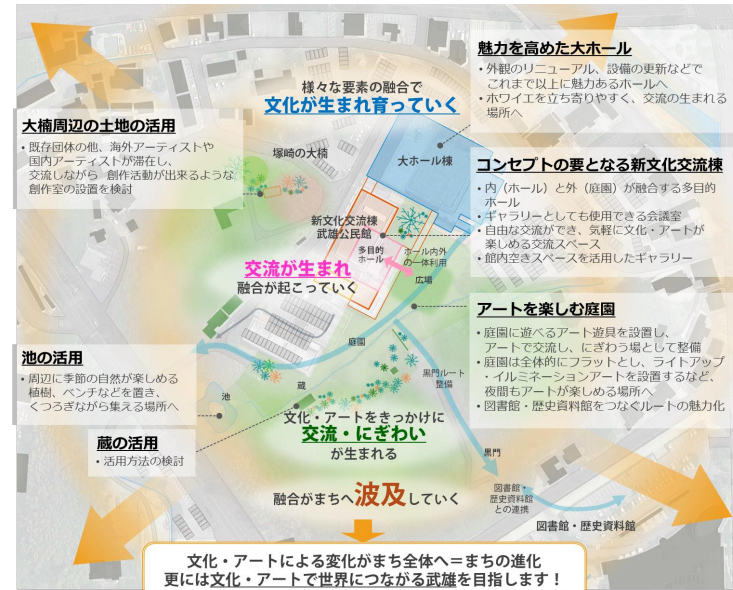 様々な要素の融合で
文化が生まれ育っていく
魅力を高めた大ホール
・外観のリニューアル、設備の更新などで
これまで以上に魅力あるホールへ
・ホワイエを立ち寄りやすく、交流の生まれる
場所へ
大楠周辺の土地の活用
・既存団体の他、海外アーティストや
国内アーティストが滞在し、
交流しながら 創作活動が出来るような
創作室の設置を検討
塚崎の大楠
大ホール棟
コンセプトの要となる新文化交流棟
・内（ホール）と外（庭園）が融合する多目的
ホール
・ギャラリーとしても使用できる会議室
・自由な交流ができ、気軽に文化・アートが
楽しめる交流スペース
・館内空きスペースを活用したギャラリー
新文化交流棟
武雄公民館
多目的
ホール
ホール内外
の一体利用
広場
交流が生まれ
融合が起こっていく
アートを楽しむ庭園
・庭園に遊べるアート遊具を設置し、
アートで交流し、にぎわう場として整備
・庭園は全体的にフラットとし、ライトアップ
・イルミネーションアートを設置するなど、
夜間もアートが楽しめる場所へ
・図書館・歴史資料館をつなぐルートの魅力化
庭園
黒門ルート
整備
池の活用
・周辺に季節の自然が楽しめる
植樹、ベンチなどを置き、
くつろぎながら集える場所へ
池
蔵
蔵の活用
・活用方法の検討
文化・アートをきっかけに
交流・にぎわい
が生まれる
黒門
図書館・
歴史資料館
との連携
図書館・歴史資料館
融合がまちへ波及していく
文化・アートによる変化がまち全体へ＝まちの進化
更には文化・アートで世界につながる武雄を目指します！